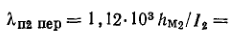 λп2 пер = 1,12·10³ hм₂/I₂ =